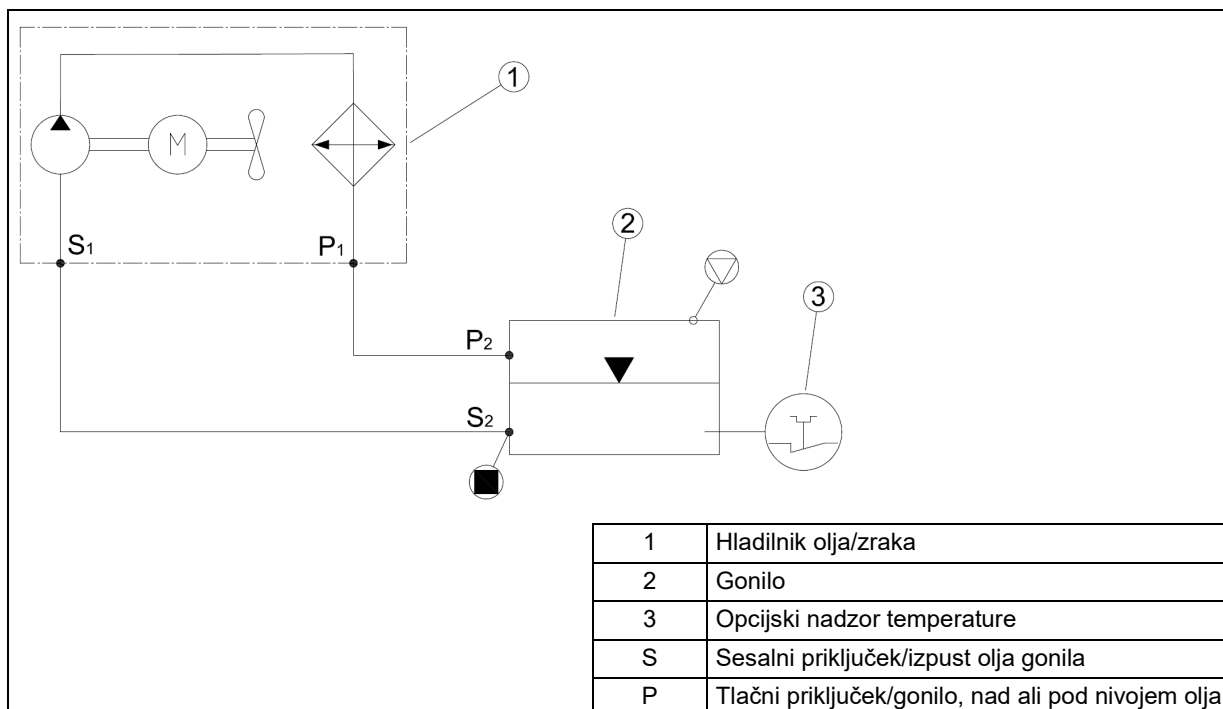 1
M
S1
P1
2
3
P2
S2
1 Hladilnik olja/zraka
2 Gonilo
3 Opcijski nadzor temperature
S Sesalni priključek/izpust olja gonila
P Tlačni priključek/gonilo, nad ali pod nivojem olja